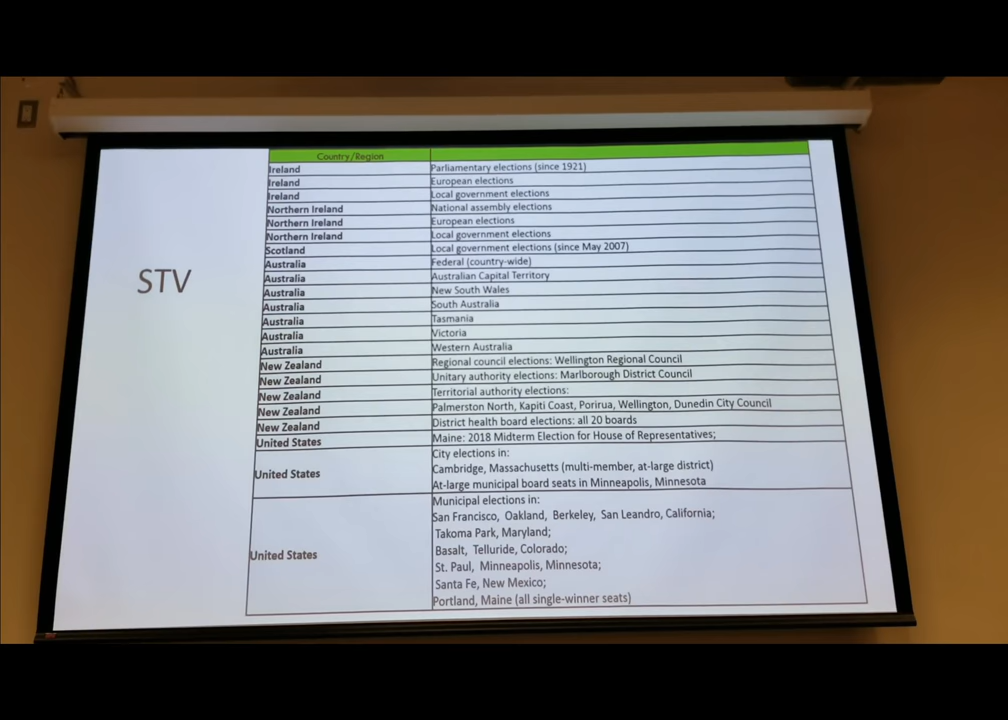 STV
Country/Region
Ireland Parliamentary elections (since 1921)
Ireland European elections
Ireland Local government elections
Northern Ireland National assembly elections
Northern Ireland European elections
Northern Ireland Local government elections
Scotland Local government elections (since May 2007)
Australia Federal (country-wide)
Australia Australian Capital Territory
Australia New South Wales
Australia South Australia
Australia Tasmania
Australia Victoria
Australia Western Australia
New Zealand Regional council elections: Wellington Regional Council
New Zealand Unitary authority elections: Marlborough District Council
New Zealand Territorial authority elections:
New Zealand Palmerston North, Kapiti Coast, Porirua, Wellington, Dunedin City Council
New Zealand District health board elections: all 20 boards
United States Maine: 2018 Midterm Election for House of Representatives;
United States
City elections in:
Cambridge, Massachusetts (multi-member, at-large district)
At-large municipal board seats in Minneapolis, Minnesota
United States
Municipal elections in:
San Francisco, Oakland, Berkeley, San Leandro, California;
Takoma Park, Maryland;
Basalt, Telluride, Colorado;
St. Paul, Minneapolis, Minnesota;
Santa Fe, New Mexico;
Portland, Maine (all single-winner seats)